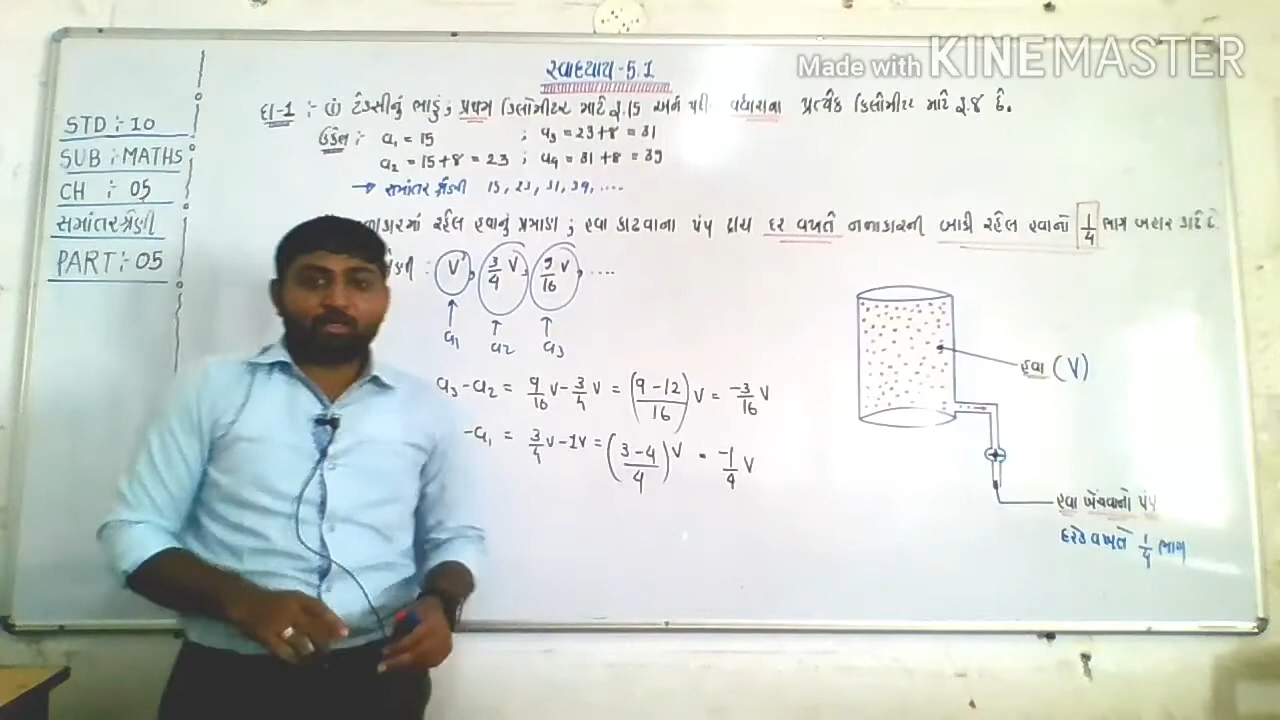 Made with KINEMASTER
સ્વાધ્યાય-5.1
STD :- 10
SUB :- MATHS
CH :- 05
સમાંતરશ્રેણી
PART :- 05
દા-1 :- (i) ટેક્સીનું ભાડું ; પ્રથમ કિલોમીટર માટે રૂ.15 અને પછી વધારાના પ્રત્યેક કિલોમીટર માટે રૂ.8 છે.
ઉકેલ :- a₁ = 15 ; a₃ = 23+8 = 31
a₂ = 15+8 = 23 ; a₄ = 31+8 = 39
→ સમાંતર શ્રેણી 15, 23, 31, 39, ....
નળાકારમાં રહેલ હવાનું પ્રમાણ ; હવા કાઢવાના પંપ દ્વારા દર વખતે નળાકારની બાકી રહેલ હવાનો 1/4 ભાગ બહાર કાઢે છે.
: V, 3/4 V, 9/16 V, ....
a₁ a₂ a₃
a₃-a₂ = 9/16 V - 3/4 V = (9-12/16) V = -3/16 V
-a₁ = 3/4 V - 1V = (3-4/4) V = -1/4 V
હવા (V)
હવા ખેંચવાનો પંપ
દરેક વખતે 1/4 ભાગ